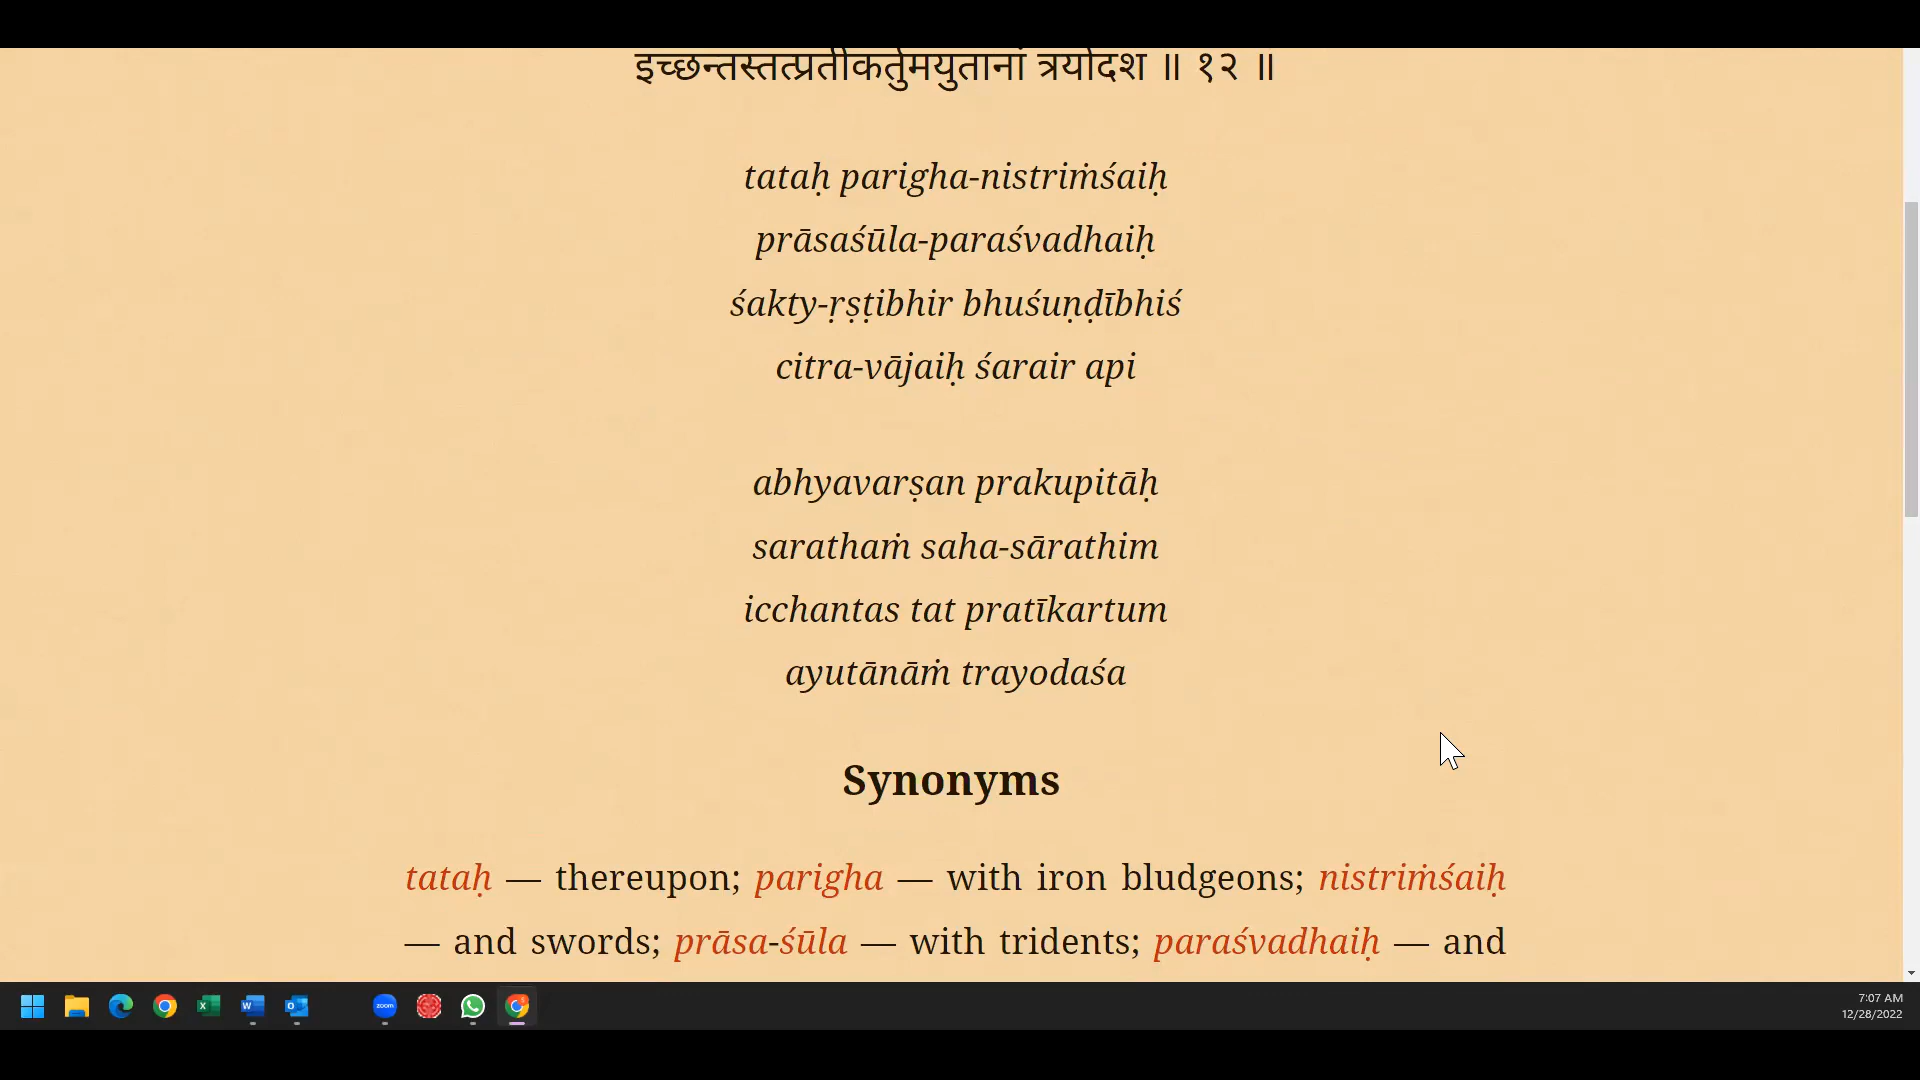 इच्छन्तस्तत्प्रतीकर्तुमयुतानां त्रयोदश ॥ १२ ॥
tataḥ parigha-nistriṁśaiḥ
prāsaśūla-paraśvadhaiḥ
śakty-ṛṣṭibhir bhuśuṇḍībhiś
citra-vājaiḥ śarair api
abhyavarṣan prakupitāḥ
sarathaṁ saha-sārathim
icchantas tat pratīkartum
ayutānāṁ trayodaśa
Synonyms
tataḥ — thereupon; parigha — with iron bludgeons; nistriṁśaiḥ
— and swords; prāsa-śūla — with tridents; paraśvadhaiḥ — and
zoom
7:07 AM
12/28/2022